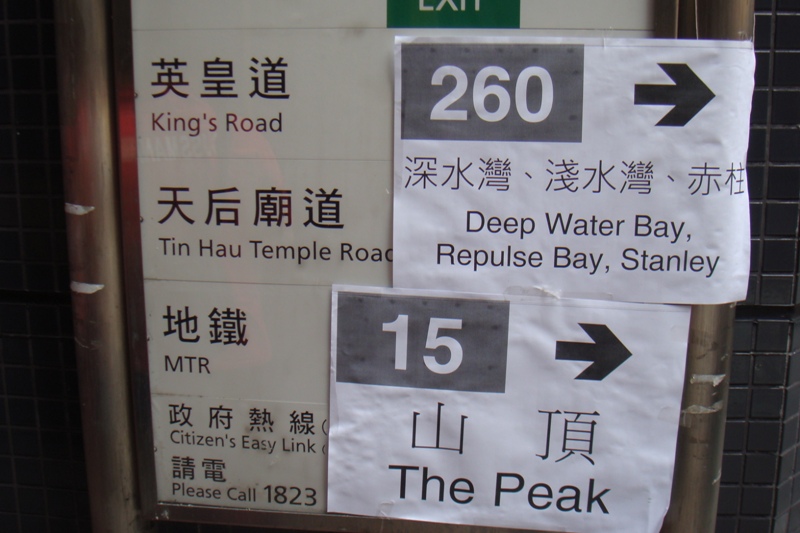 EXIT
英皇道
King's Road
天后廟道
Tin Hau Temple Road
地鐵
MTR
政府熱線(
Citizen's Easy Link (
請電
Please Call 1823
260
深水灣、淺水灣、赤柱
Deep Water Bay,
Repulse Bay, Stanley
15
山 頂
The Peak